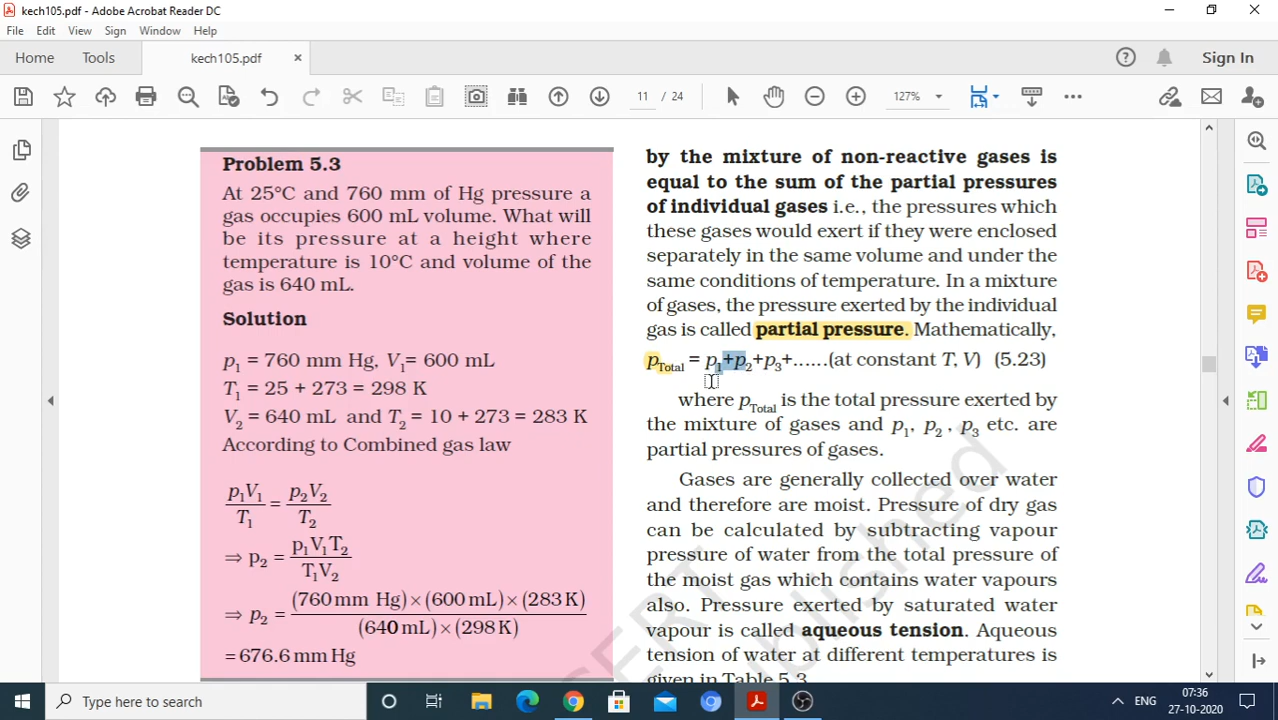 kech105.pdf - Adobe Acrobat Reader DC
File Edit View Sign Window Help
Home Tools kech105.pdf × Sign In
11 / 24 127%
Problem 5.3
At 25°C and 760 mm of Hg pressure a
gas occupies 600 mL volume. What will
be its pressure at a height where
temperature is 10°C and volume of the
gas is 640 mL.
Solution
p₁ = 760 mm Hg, V₁= 600 mL
T₁ = 25 + 273 = 298 K
V₂ = 640 mL and T₂ = 10 + 273 = 283 K
According to Combined gas law
p₁V₁/T₁ = p₂V₂/T₂
⇒ p₂ = p₁V₁T₂/T₁V₂
⇒ p₂ = (760 mm Hg)×(600 mL)×(283 K)/(640 mL)×(298 K)
= 676.6 mm Hg
by the mixture of non-reactive gases is
equal to the sum of the partial pressures
of individual gases i.e., the pressures which
these gases would exert if they were enclosed
separately in the same volume and under the
same conditions of temperature. In a mixture
of gases, the pressure exerted by the individual
gas is called partial pressure. Mathematically,
p_Total = p₁+p₂+p₃+......(at constant T, V) (5.23)
where p_Total is the total pressure exerted by
the mixture of gases and p₁, p₂ , p₃ etc. are
partial pressures of gases.
Gases are generally collected over water
and therefore are moist. Pressure of dry gas
can be calculated by subtracting vapour
pressure of water from the total pressure of
the moist gas which contains water vapours
also. Pressure exerted by saturated water
vapour is called aqueous tension. Aqueous
tension of water at different temperatures is
given in Table 5.3
ERT
ublished
Type here to search
ENG
07:36
27-10-2020